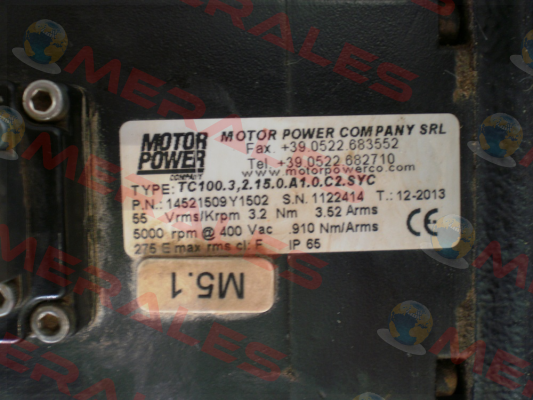 MOTOR
POWER
COMPANY
MOTOR POWER COMPANY SRL
Fax. +39.0522.683552
Tel. +39.0522.682710
www.motorpowerco.com
TYPE: TC100.3,2.15.0.A1.0.C2.SYC
P.N.: 14521509Y1502 S.N. 1122414 T.: 12-2013
55 Vrms/Krpm 3.2 Nm 3.52 Arms
5000 rpm @ 400 Vac .910 Nm/Arms
275 E max rms cl: F IP 65
CE
M5.1
MERALES
MERALES
MERALES